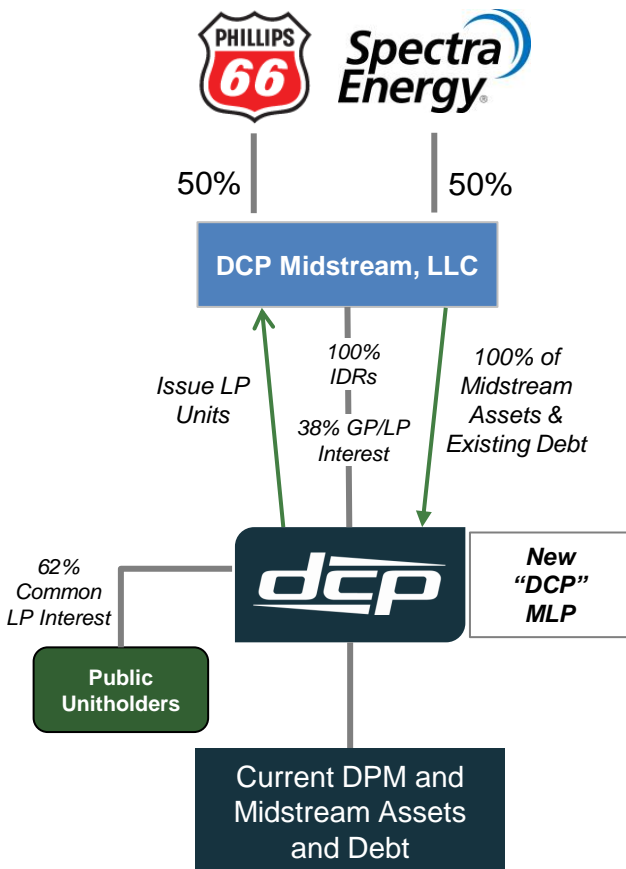 PHILLIPS
66
Spectra
Energy®
50%
50%
DCP Midstream, LLC
Issue LP
Units
100%
IDRs
38% GP/LP
Interest
100% of
Midstream
Assets &
Existing Debt
62%
Common
LP Interest
dcp
New
“DCP”
MLP
Public
Unitholders
Current DPM and
Midstream Assets
and Debt